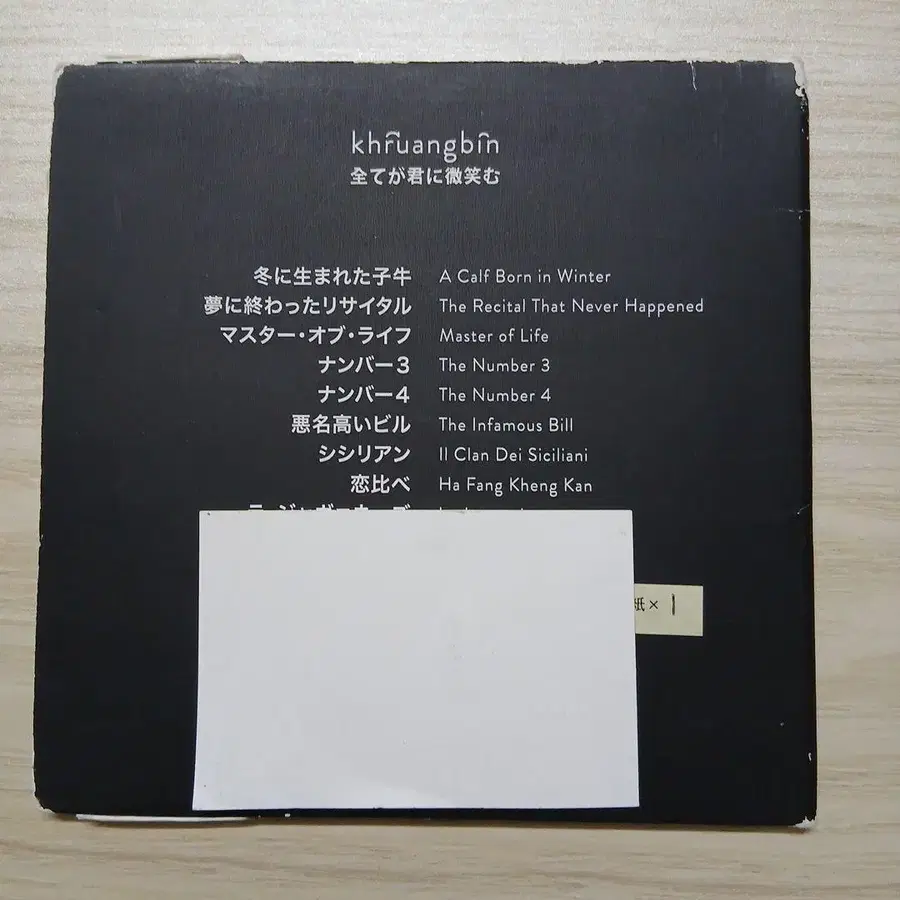 khruangbin
全てが君に微笑む
冬に生まれた子牛 A Calf Born in Winter
夢に終わったリサイタル The Recital That Never Happened
マスター・オブ・ライフ Master of Life
ナンバー3 The Number 3
ナンバー4 The Number 4
悪名高いビル The Infamous Bill
シシリアン Il Clan Dei Siciliani
恋比べ Ha Fang Kheng Kan
紙× 1